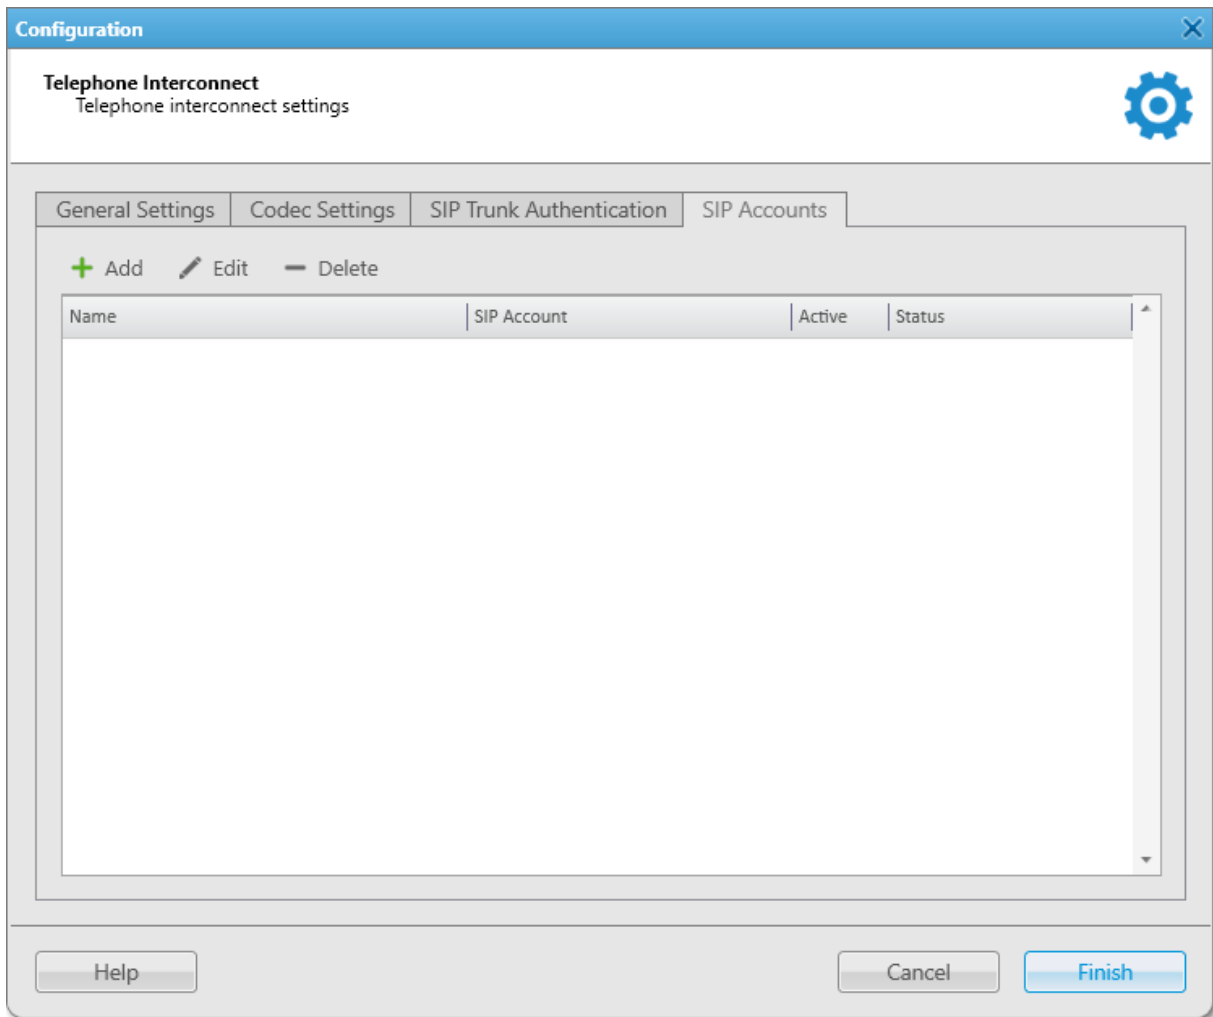 Configuration
Telephone Interconnect
Telephone interconnect settings
General Settings Codec Settings SIP Trunk Authentication SIP Accounts
Add Edit Delete
Name SIP Account Active Status
Help Cancel Finish